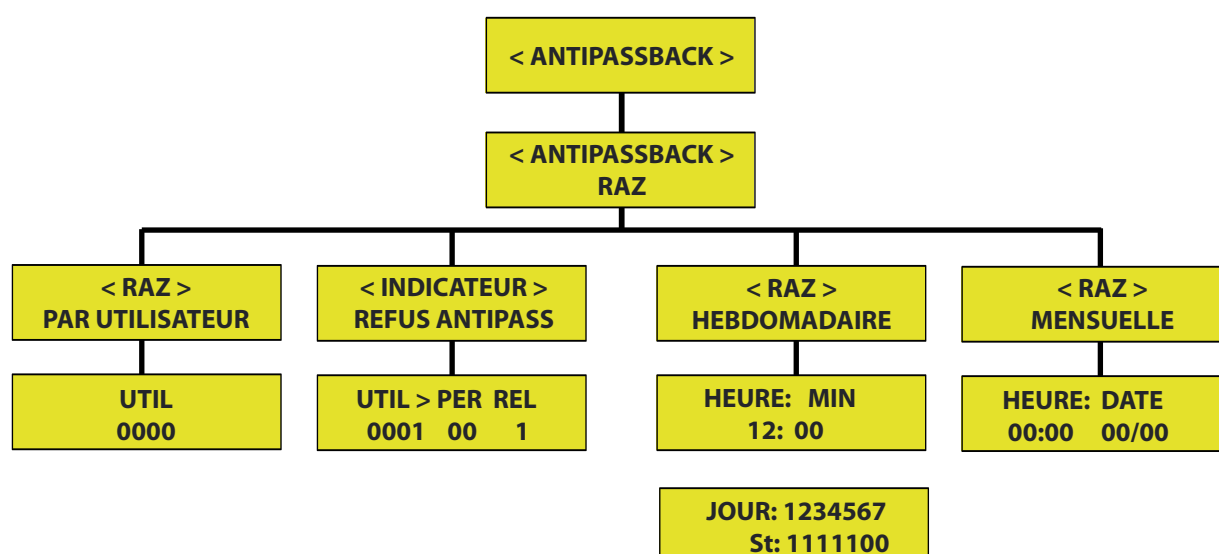 < ANTIPASSBACK >
< ANTIPASSBACK >
RAZ
< RAZ >
PAR UTILISATEUR
< INDICATEUR >
REFUS ANTIPASS
< RAZ >
HEBDOMADAIRE
< RAZ >
MENSUELLE
UTIL
0000
UTIL > PER REL
0001 00 1
HEURE: MIN
12: 00
HEURE: DATE
00:00 00/00
JOUR: 1234567
St: 1111100